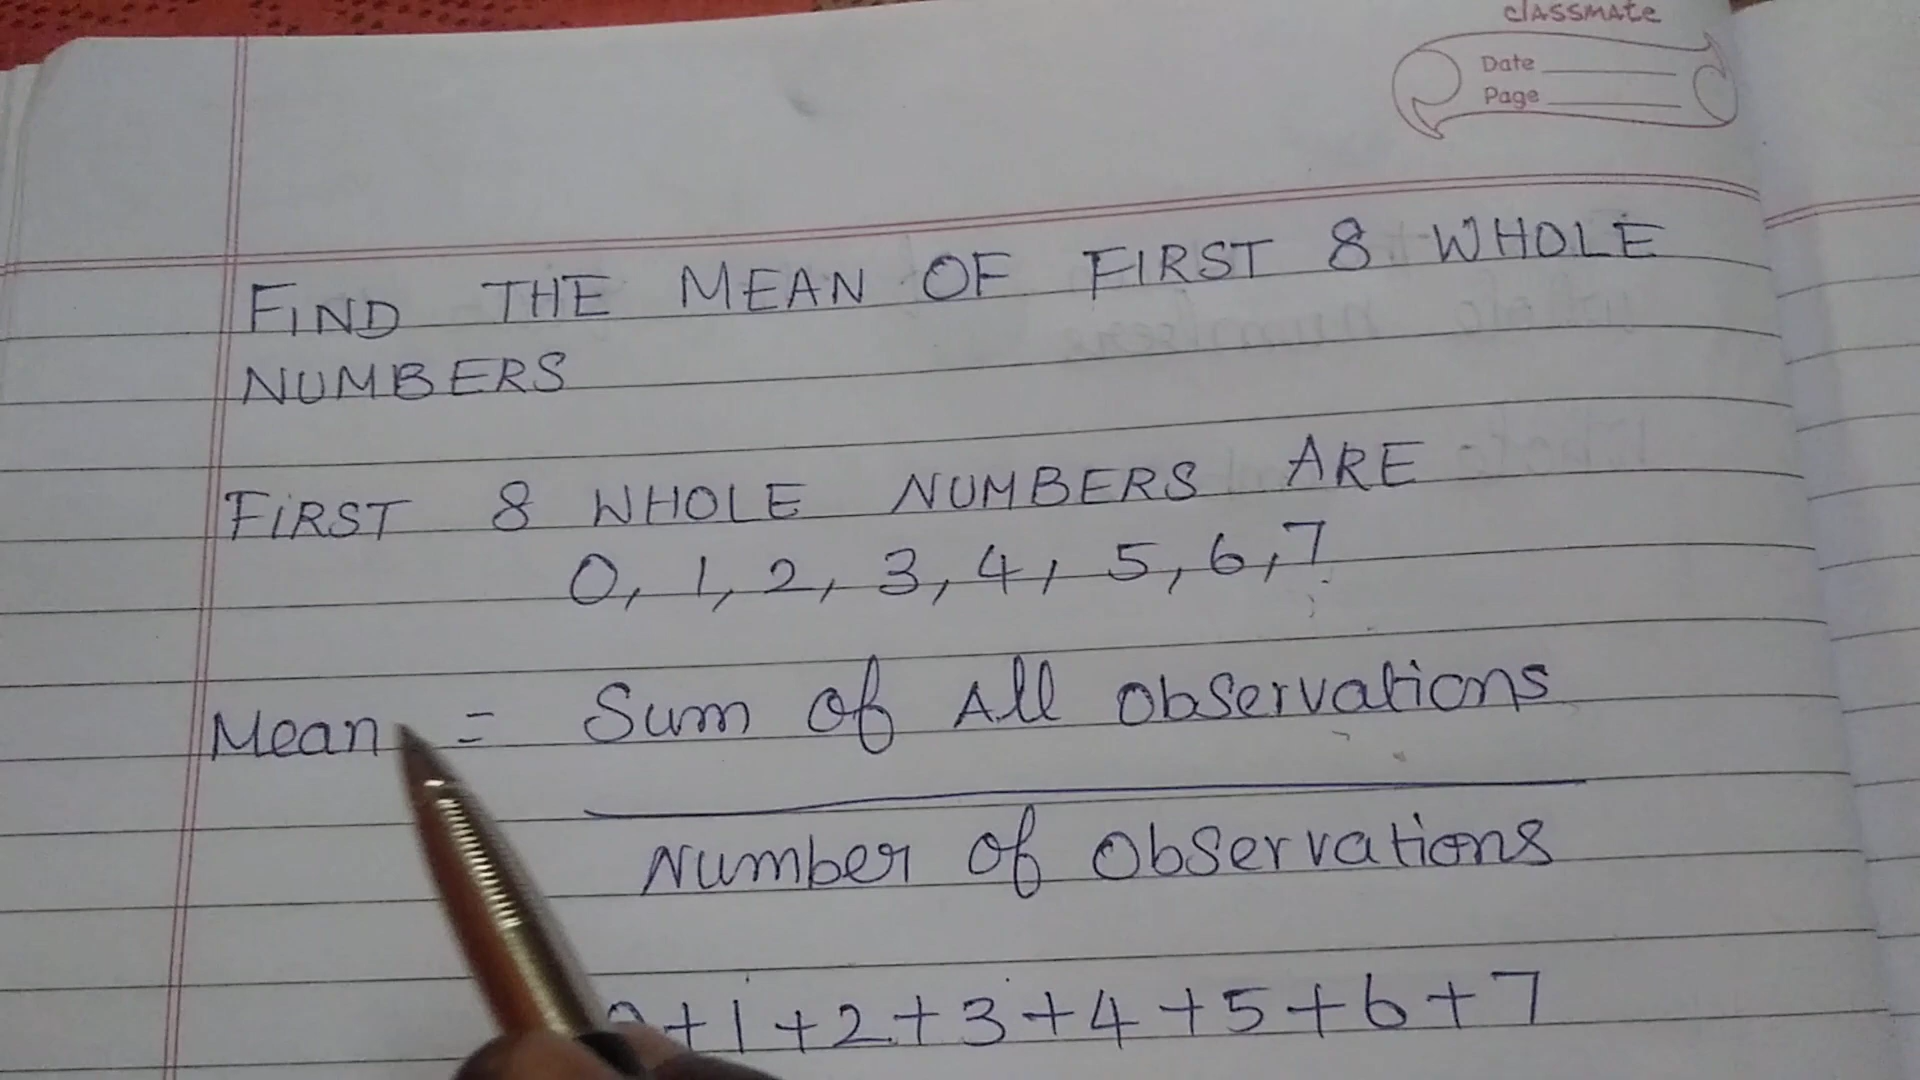 classmate
Date
Page
FIND THE MEAN OF FIRST 8 WHOLE
NUMBERS
FIRST 8 WHOLE NUMBERS ARE
0, 1, 2, 3, 4, 5, 6, 7
Mean = Sum of All Observations
Number of Observations
0+1+2+3+4+5+6+7